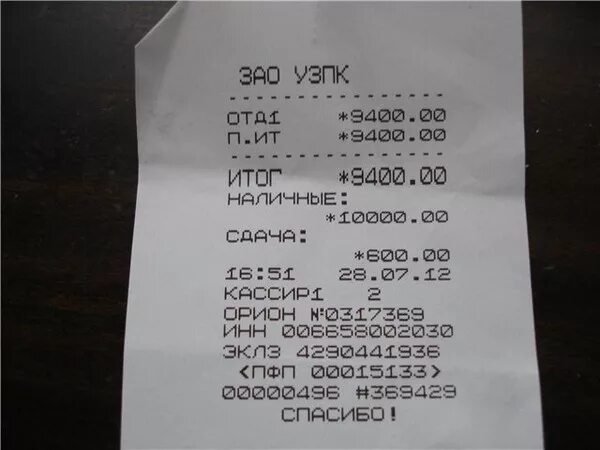 ЗАО УЗПК
ОТД1 *9400.00
П.ИТ *9400.00
ИТОГ *9400.00
НАЛИЧНЫЕ:
*10000.00
СДАЧА:
*600.00
16:51 28.07.12
КАССИР1 2
ОРИОН №0317369
ИНН 006658002030
ЭКЛЗ 4290441936
<ПФП 00015133>
00000496 #369429
СПАСИБО!